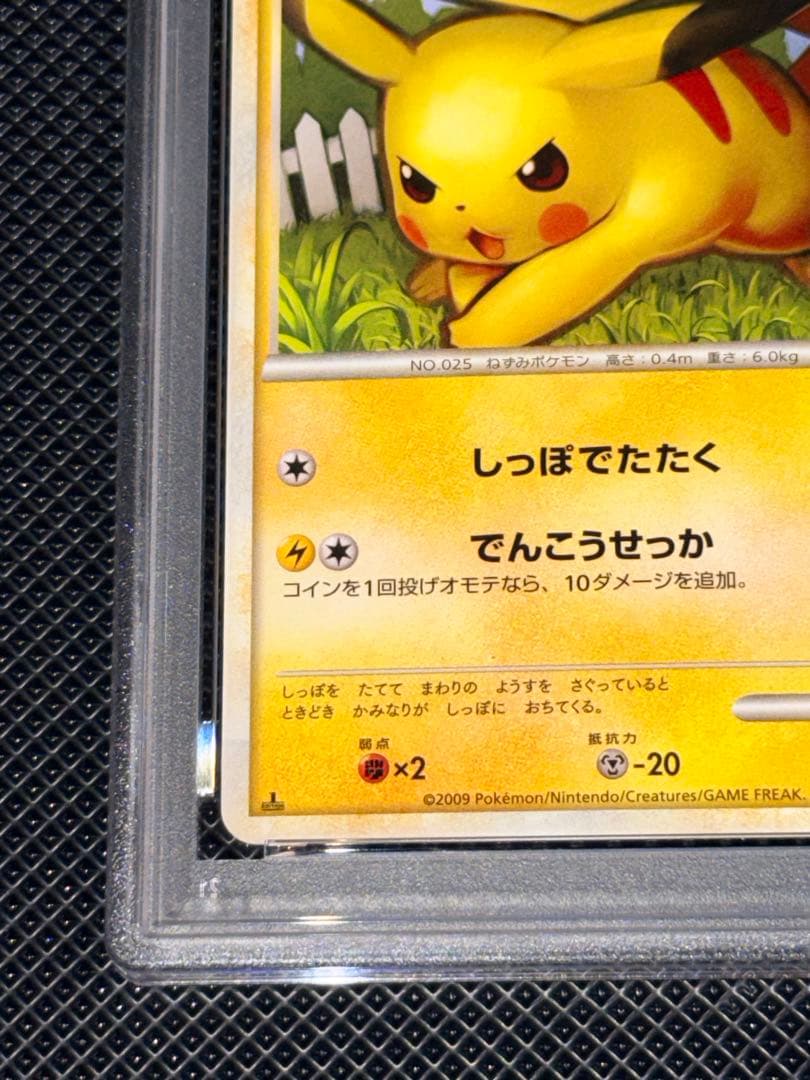 NO.025 ねずみポケモン 高さ:0.4m 重さ:6.0kg
しっぽでたたく
でんこうせっか
コインを1回投げオモテなら、10ダメージを追加。
しっぽを たてて まわりの ようすを さぐっていると
ときどき かみなりが しっぽに おちてくる。
弱点 抵抗力
×2 -20
©2009 Pokémon/Nintendo/Creatures/GAME FREAK.
1
EDITION